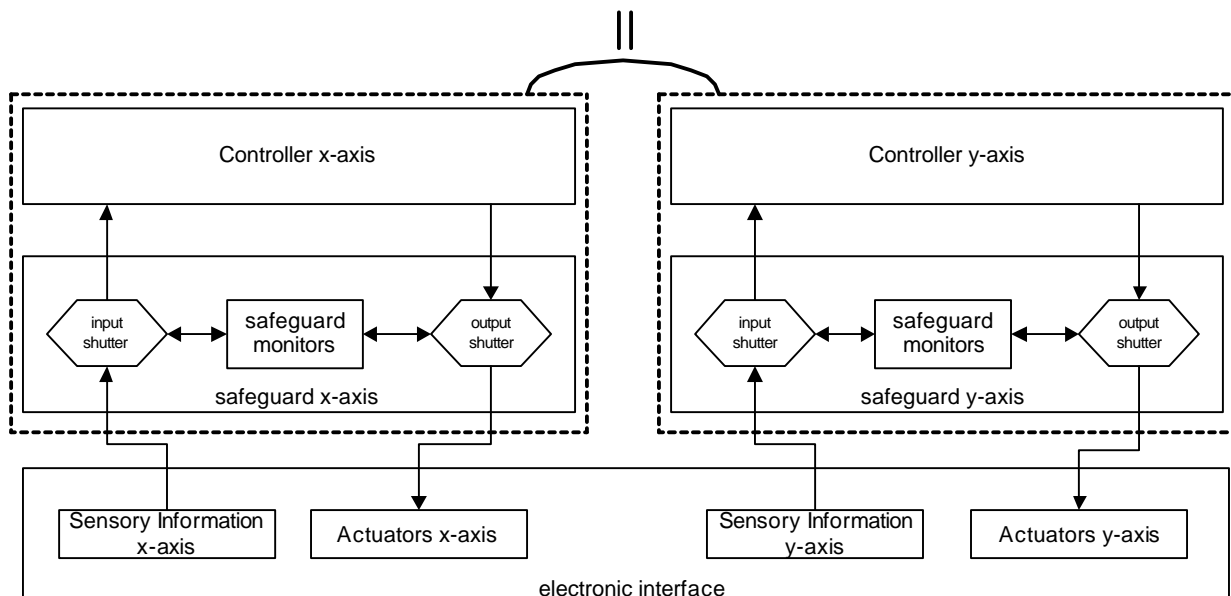 ||
Controller x-axis
input
shutter
safeguard
monitors
output
shutter
safeguard x-axis
Controller y-axis
input
shutter
safeguard
monitors
output
shutter
safeguard y-axis
Sensory Information
x-axis
Actuators x-axis
Sensory Information
y-axis
Actuators y-axis
electronic interface